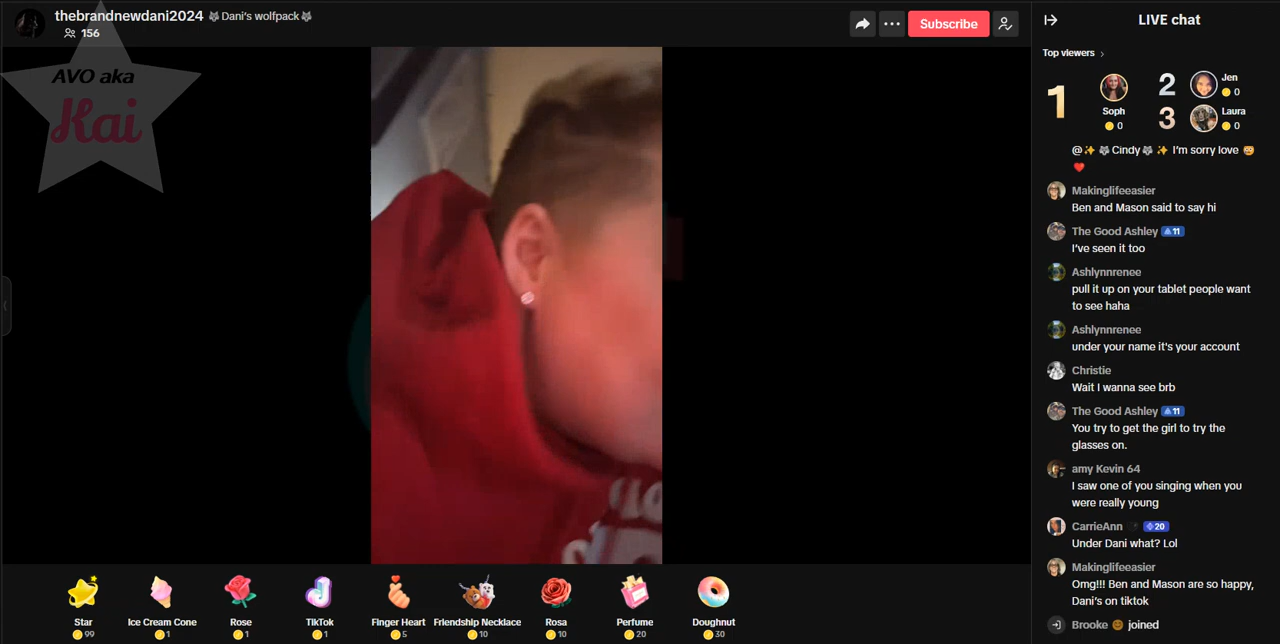 thebrandnewdani2024 🐺Dani's wolfpack🐺
156
Subscribe
AVO aka
Kai
LIVE chat
Top viewers
1
Soph
0
2
Jen
0
3
Laura
0
@✨🐺Cindy🐺✨ I'm sorry love 🤠
❤️
Makinglifeeasier
Ben and Mason said to say hi
The Good Ashley 11
I've seen it too
Ashlynnrenee
pull it up on your tablet people want
to see haha
Ashlynnrenee
under your name it's your account
Christie
Wait I wanna see brb
The Good Ashley 11
You try to get the girl to try the
glasses on.
amy Kevin 64
I saw one of you singing when you
were really young
CarrieAnn 20
Under Dani what? Lol
Makinglifeeasier
Omg!!! Ben and Mason are so happy,
Dani's on tiktok
Brooke 😊 joined
Star
99
Ice Cream Cone
1
Rose
1
TikTok
1
Finger Heart
5
Friendship Necklace
10
Rosa
10
Perfume
20
Doughnut
30